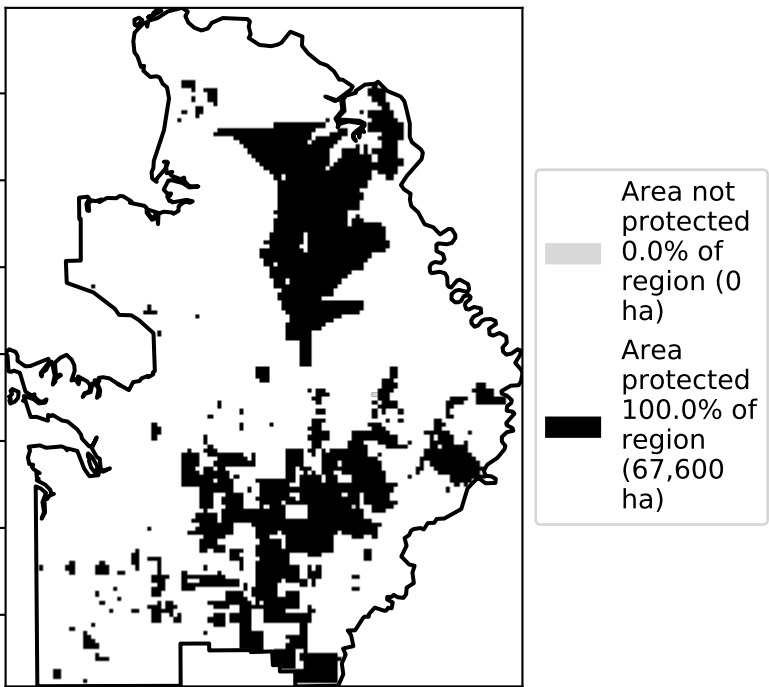 Area not
protected
0.0% of
region (0
ha)
Area
protected
100.0% of
region
(67,600
ha)